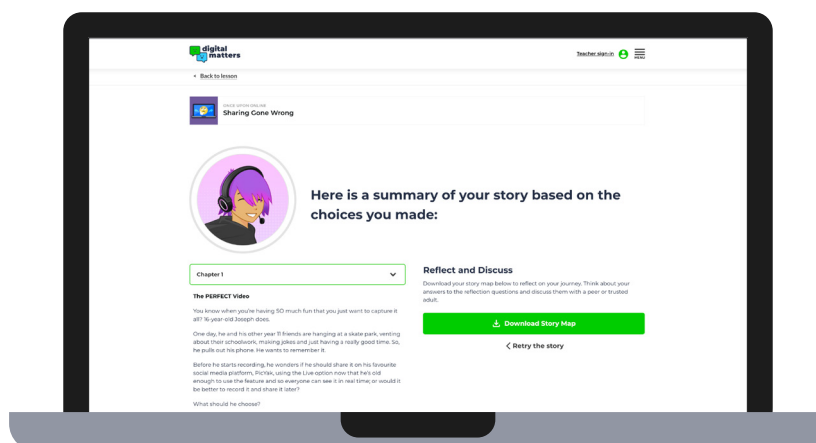 digital
matters
Teacher sign-in
MENU
Back to lesson
ONCE UPON ONLINE
Sharing Gone Wrong
Here is a summary of your story based on the
choices you made:
Chapter 1
The PERFECT Video
You know when you're having SO much fun that you just want to capture it
all? 16-year-old Joseph does.
One day, he and his other year 11 friends are hanging at a skate park, venting
about their schoolwork, making jokes and just having a really good time. So,
he pulls out his phone. He wants to remember it.
Before he starts recording, he wonders if he should share it on his favourite
social media platform, PicYak, using the Live option now that he's old
enough to use the feature and so everyone can see it in real time; or would it
be better to record it and share it later?
What should he choose?
Reflect and Discuss
Download your story map below to reflect on your journey. Think about your
answers to the reflection questions and discuss them with a peer or trusted
adult.
Download Story Map
Retry the story